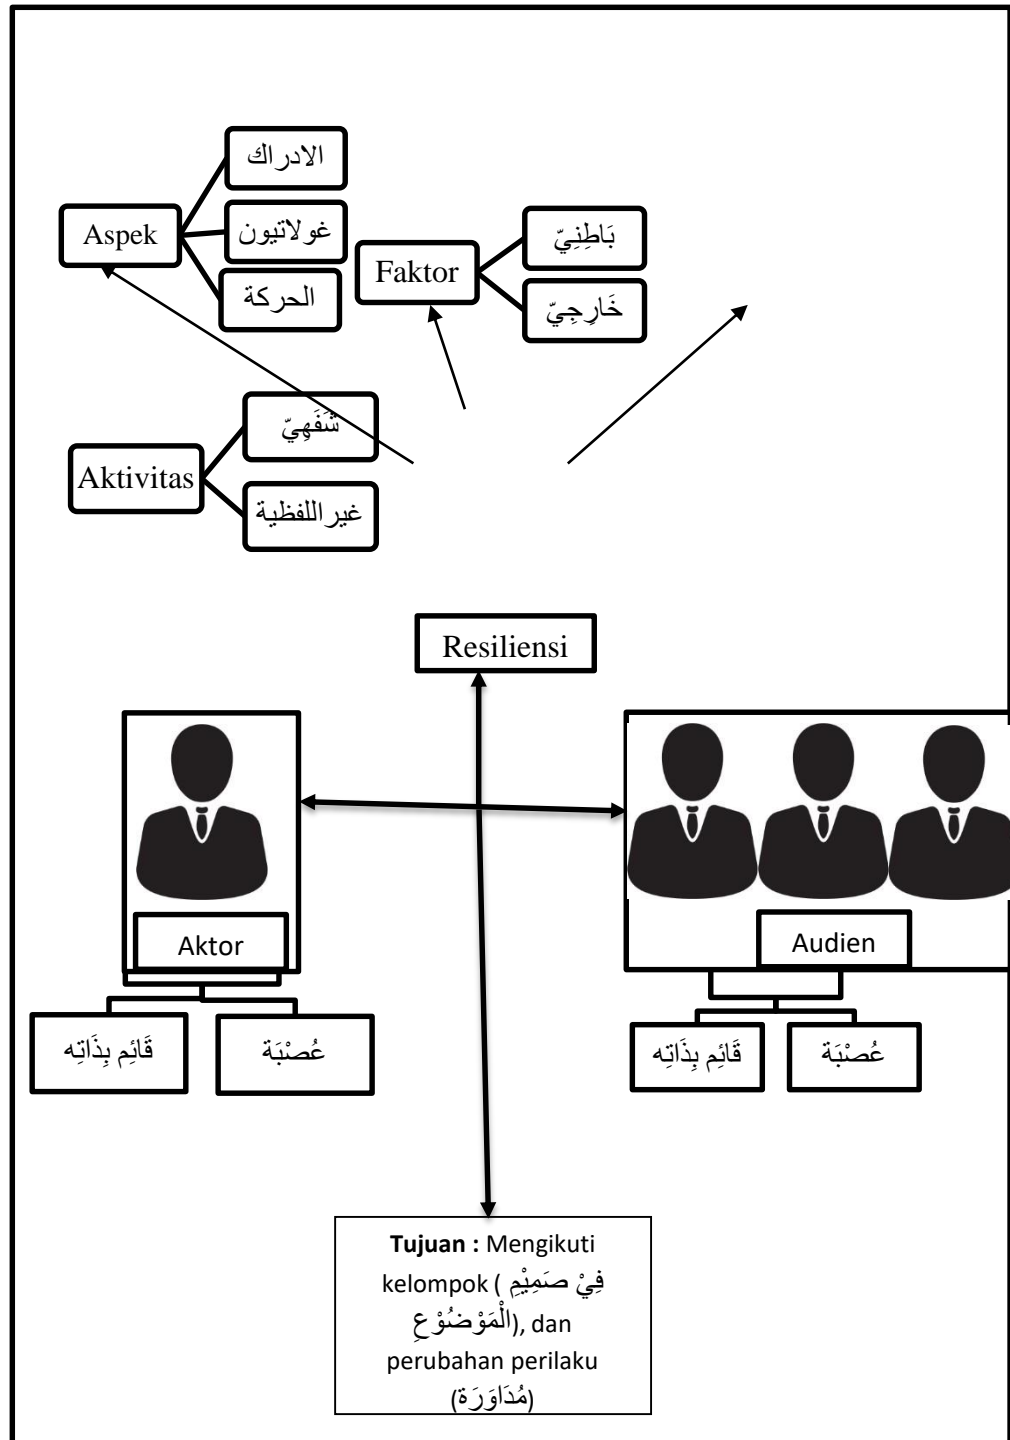 Aspek
الادراك
غولاتيون
الحركة
Faktor
بَاطِنِيّ
خَارِجِيّ
Aktivitas
شَفَهِيّ
غيراللفظية
Resiliensi
Aktor
قَائِم بِذَاتِه
عُصْبَة
Audien
قَائِم بِذَاتِه
عُصْبَة
Tujuan : Mengikuti
kelompok ( فِيْ صَمِيْمِ
الْمَوْضُوْعِ), dan
perubahan perilaku
(مُدَاوَرَة)